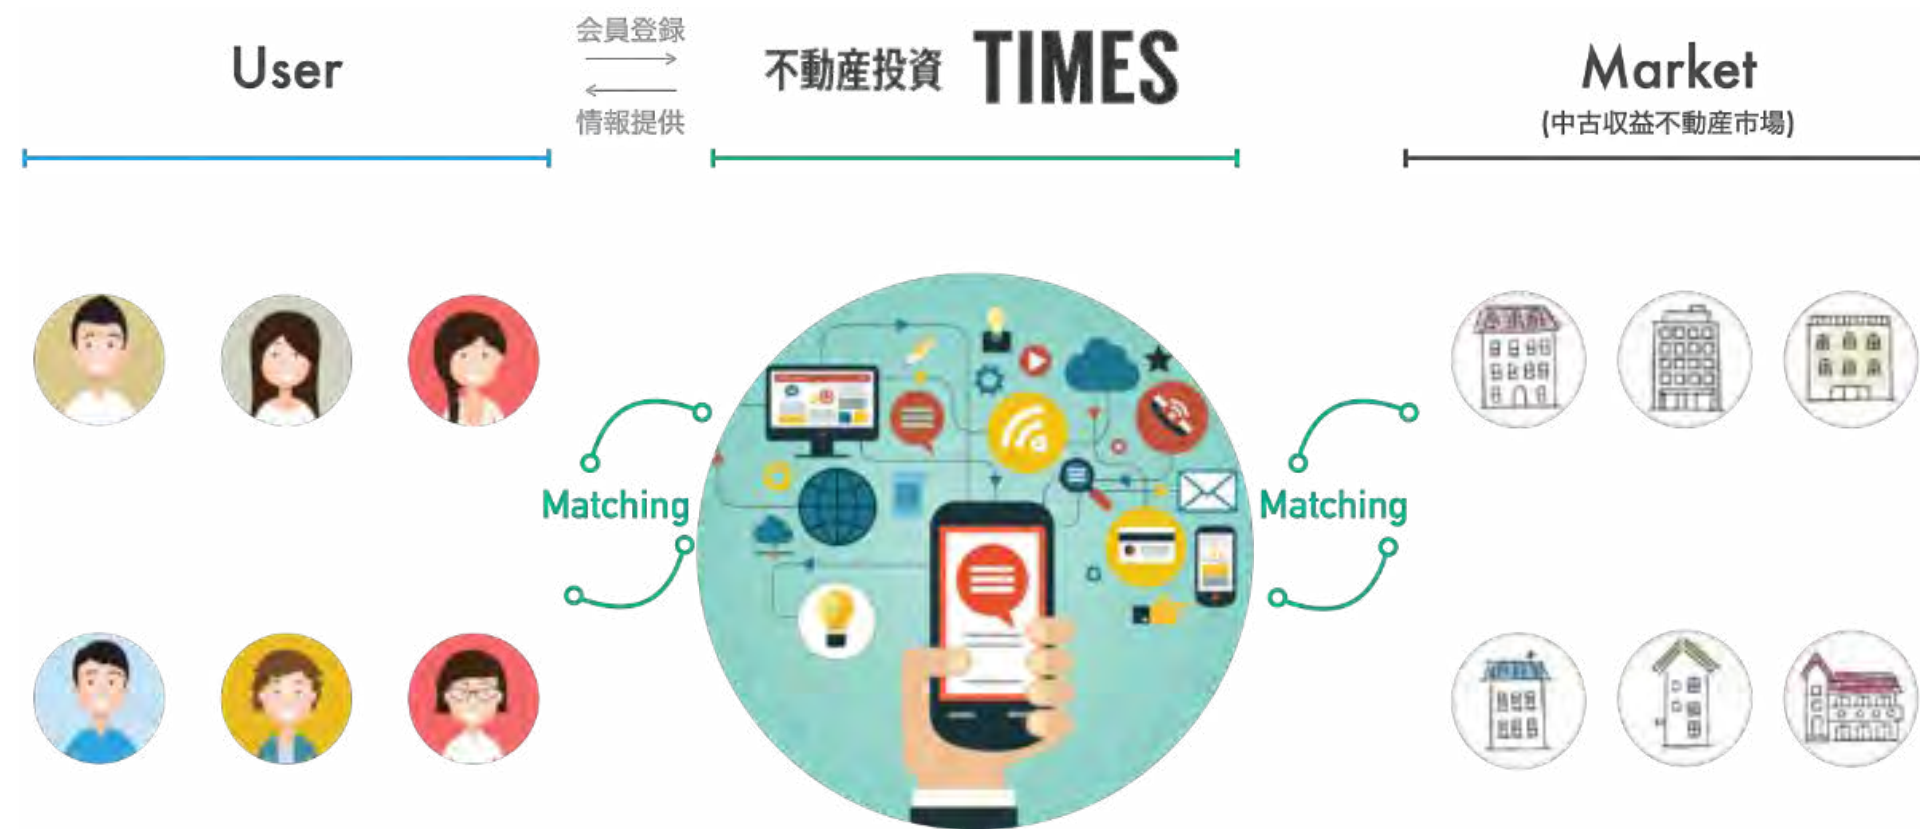 User
会員登録
情報提供
不動産投資 TIMES
Market
(中古収益不動産市場)
Matching
Matching